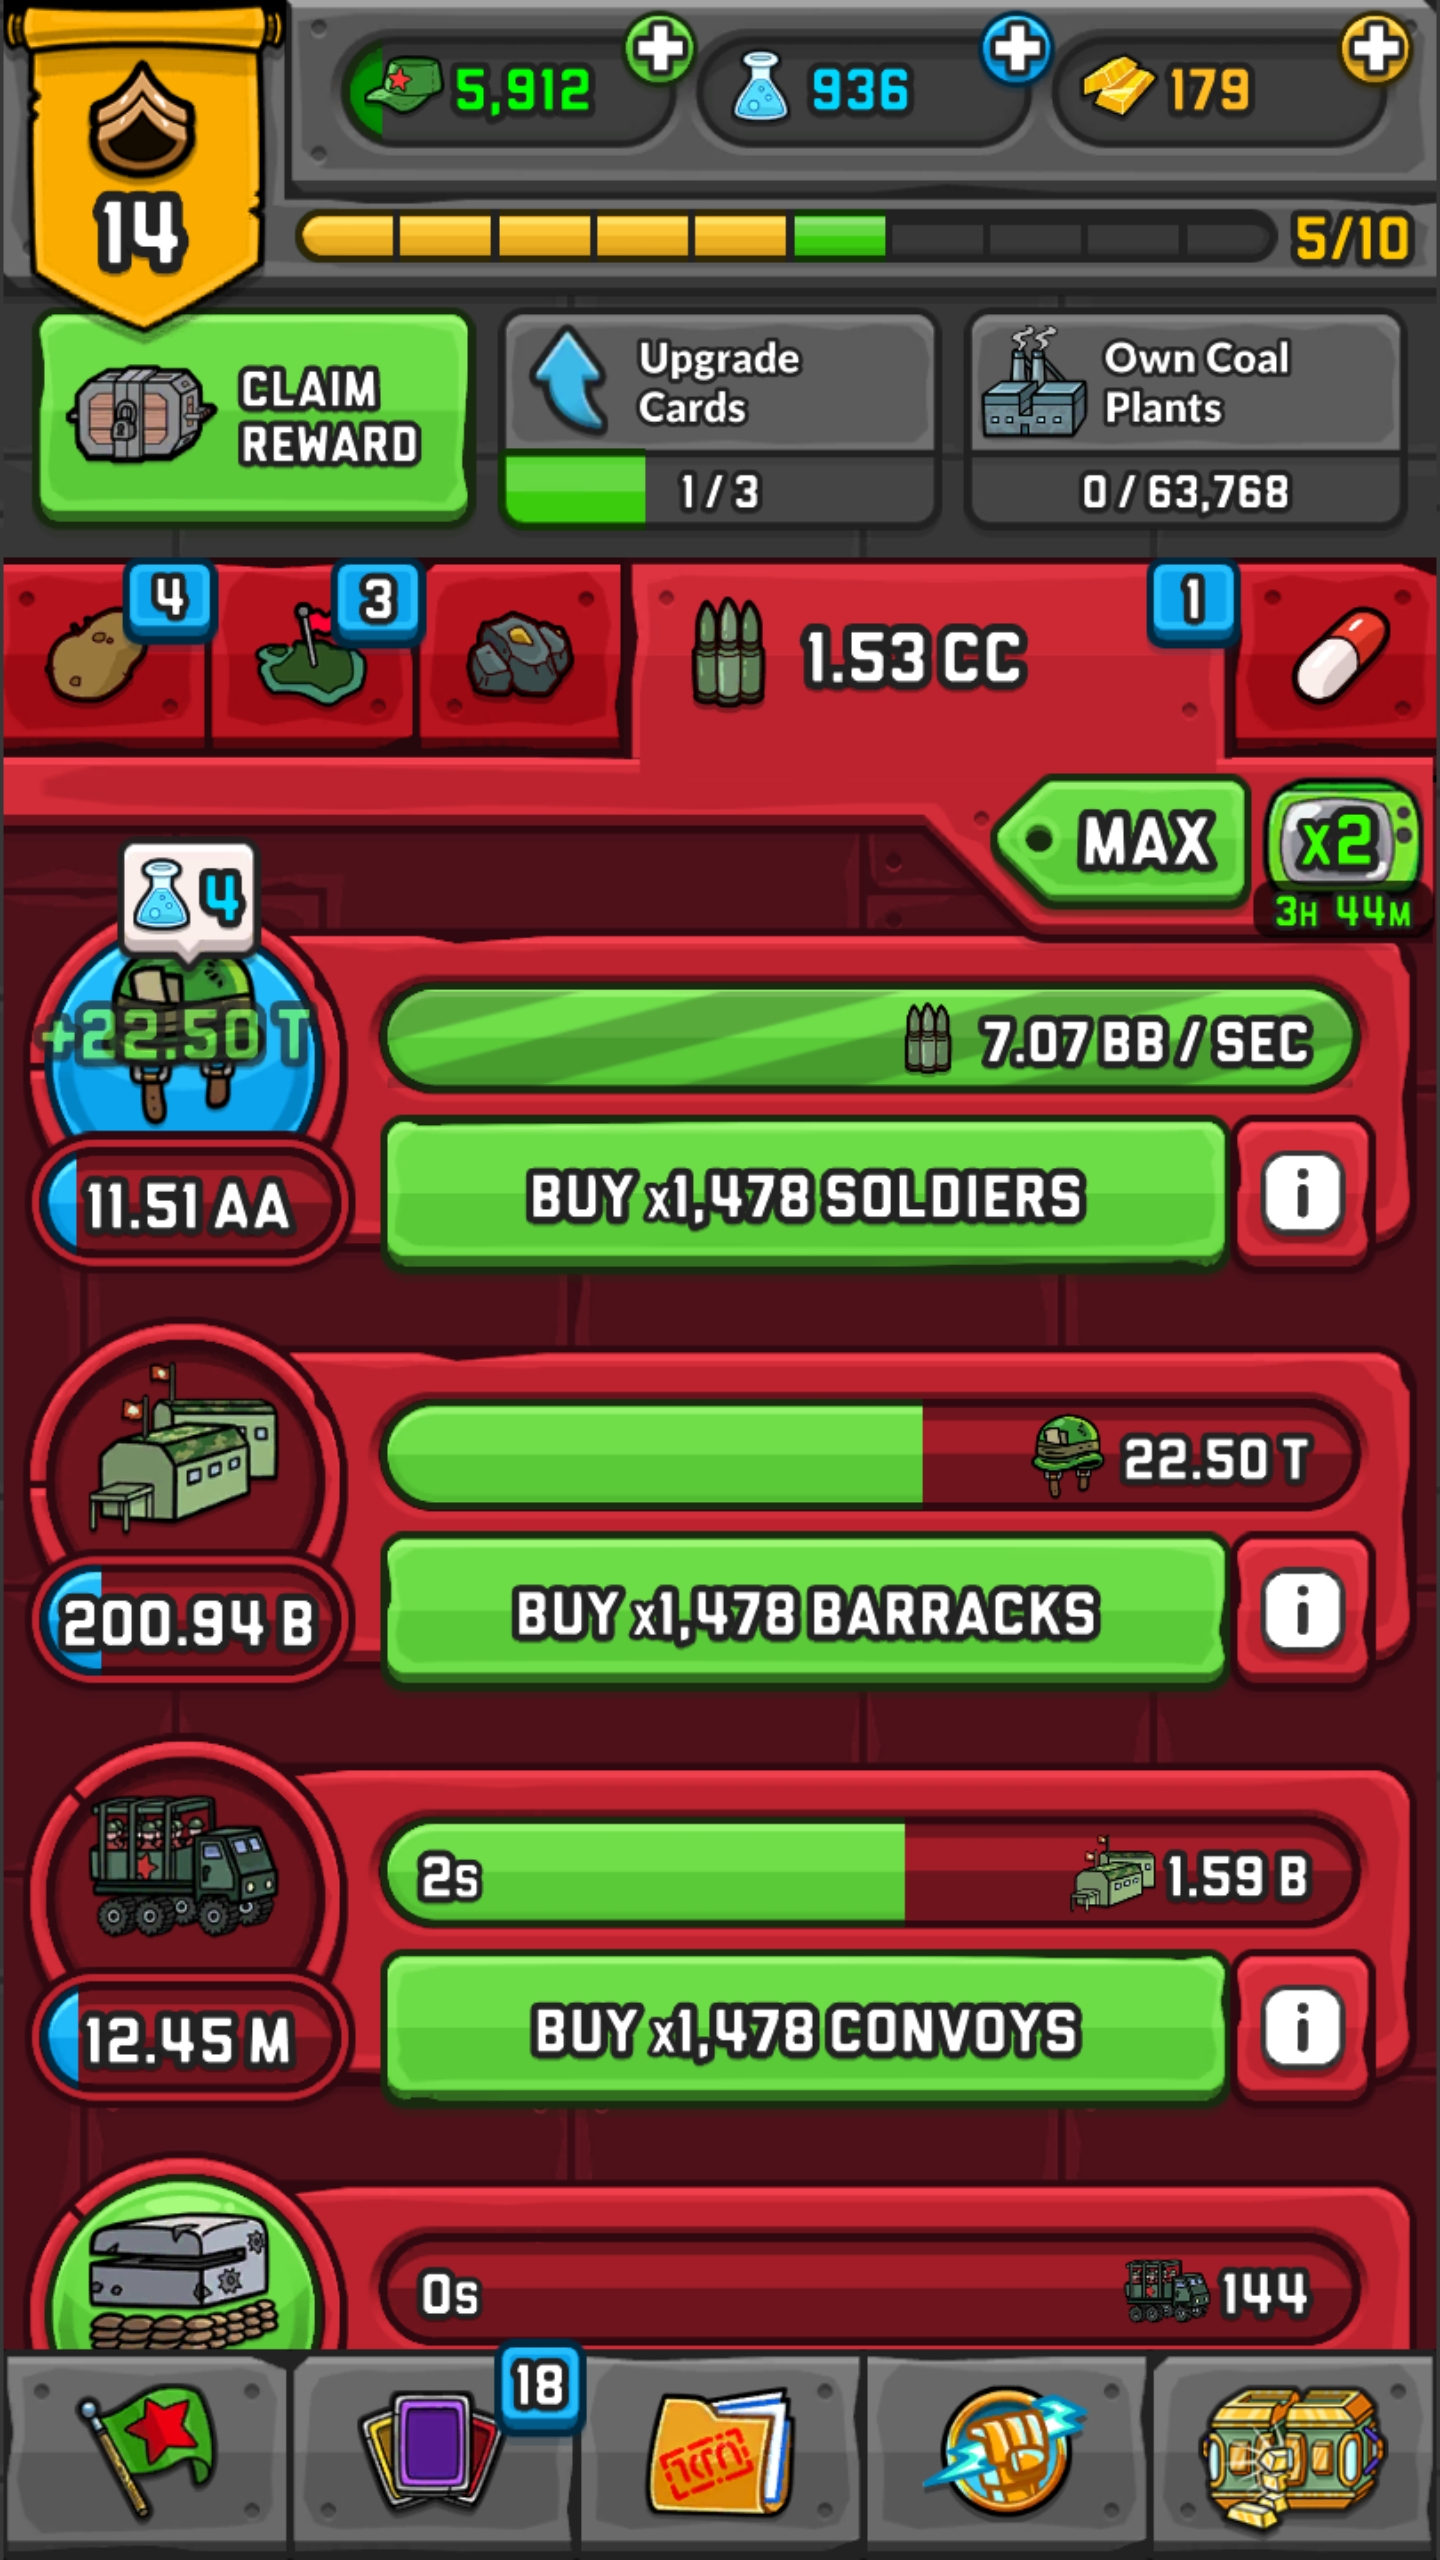 5,912
936
179
14
5/10
CLAIM
REWARD
Upgrade
Cards
1/3
Own Coal
Plants
0/63,768
4
3
1.53 CC
1
MAX
x2
3H 44M
4
+22.50 T
7.07 BB / SEC
11.51 AA
BUY x1,478 SOLDIERS
i
22.50 T
200.94 B
BUY x1,478 BARRACKS
i
2s
1.59 B
12.45 M
BUY x1,478 CONVOYS
i
0s
144
18